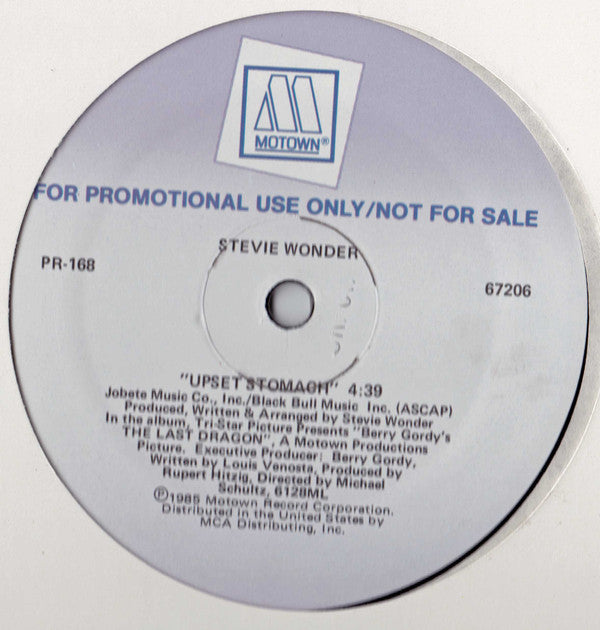 MOTOWN®
FOR PROMOTIONAL USE ONLY/NOT FOR SALE
STEVIE WONDER
PR-168
67206
"UPSET STOMACH" 4:39
Jobete Music Co., Inc./Black Bull Music Inc. (ASCAP)
Produced, Written & Arranged by Stevie Wonder
In the album, Tri-Star Picture Presents "Berry Gordy's
THE LAST DRAGON", A Motown Productions
Picture, Executive Producer: Berry Gordy,
Written by Louis Venosta, Produced by
Rupert Hitzig, Directed by Michael
Schultz, 6128ML
℗1985 Motown Record Corporation.
Distributed in the United States by
MCA Distributing, Inc.